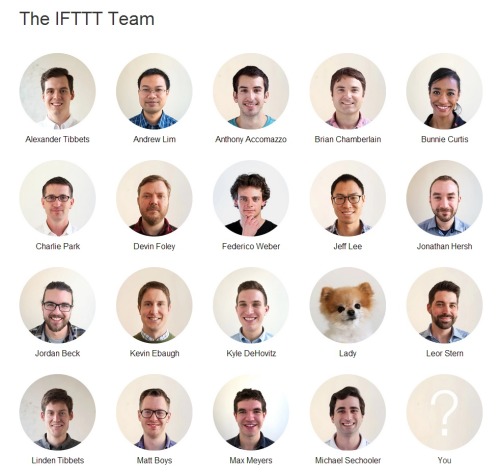 The IFTTT Team
Alexander Tibbets Andrew Lim Anthony Accomazzo Brian Chamberlain Bunnie Curtis
Charlie Park Devin Foley Federico Weber Jeff Lee Jonathan Hersh
Jordan Beck Kevin Ebaugh Kyle DeHovitz Lady Leor Stern
?
Linden Tibbets Matt Boys Max Meyers Michael Sechooler You